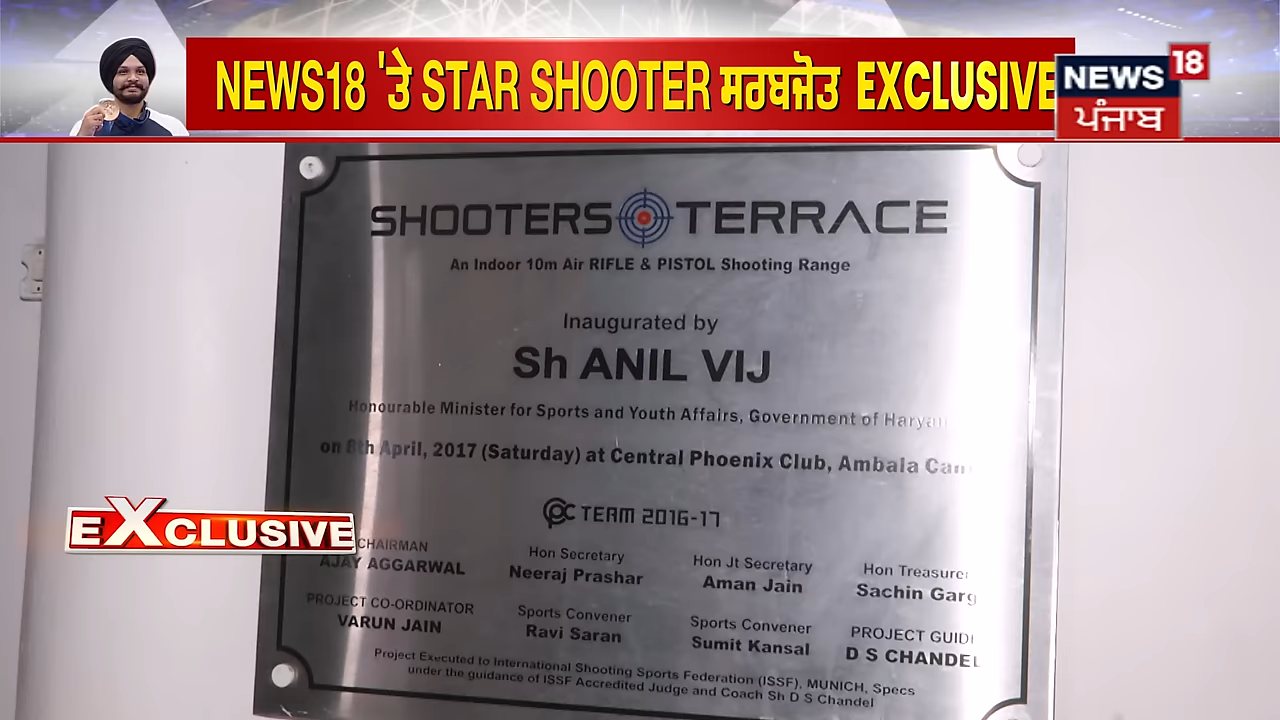 NEWS18 'ਤੇ STAR SHOOTER ਸਰਬਜੋਤ EXCLUSIVE
NEWS 18
ਪੰਜਾਬ
SHOOTERS TERRACE
An Indoor 10m Air RIFLE & PISTOL Shooting Range
Inaugurated by
Sh ANIL VIJ
Honourable Minister for Sports and Youth Affairs, Government of
on 8th April, 2017 (Saturday) at Central Phoenix Club, Ambala
CPC TEAM 2016-17
EXCLUSIVE
CHAIRMAN
AJAY AGGARWAL
Hon Secretary
Neeraj Prashar
Hon Jt Secretary
Aman Jain
Hon Treasurer
Sachin Garg
PROJECT CO-ORDINATOR
VARUN JAIN
Sports Convener
Ravi Saran
Sports Convener
Sumit Kansal
PROJECT
D S CHANDEL
Project Executed to International Shooting Sports Federation (ISSF), MUNICH, Specs
under the guidance of ISSF Accredited Judge and Coach Sh D S Chandel